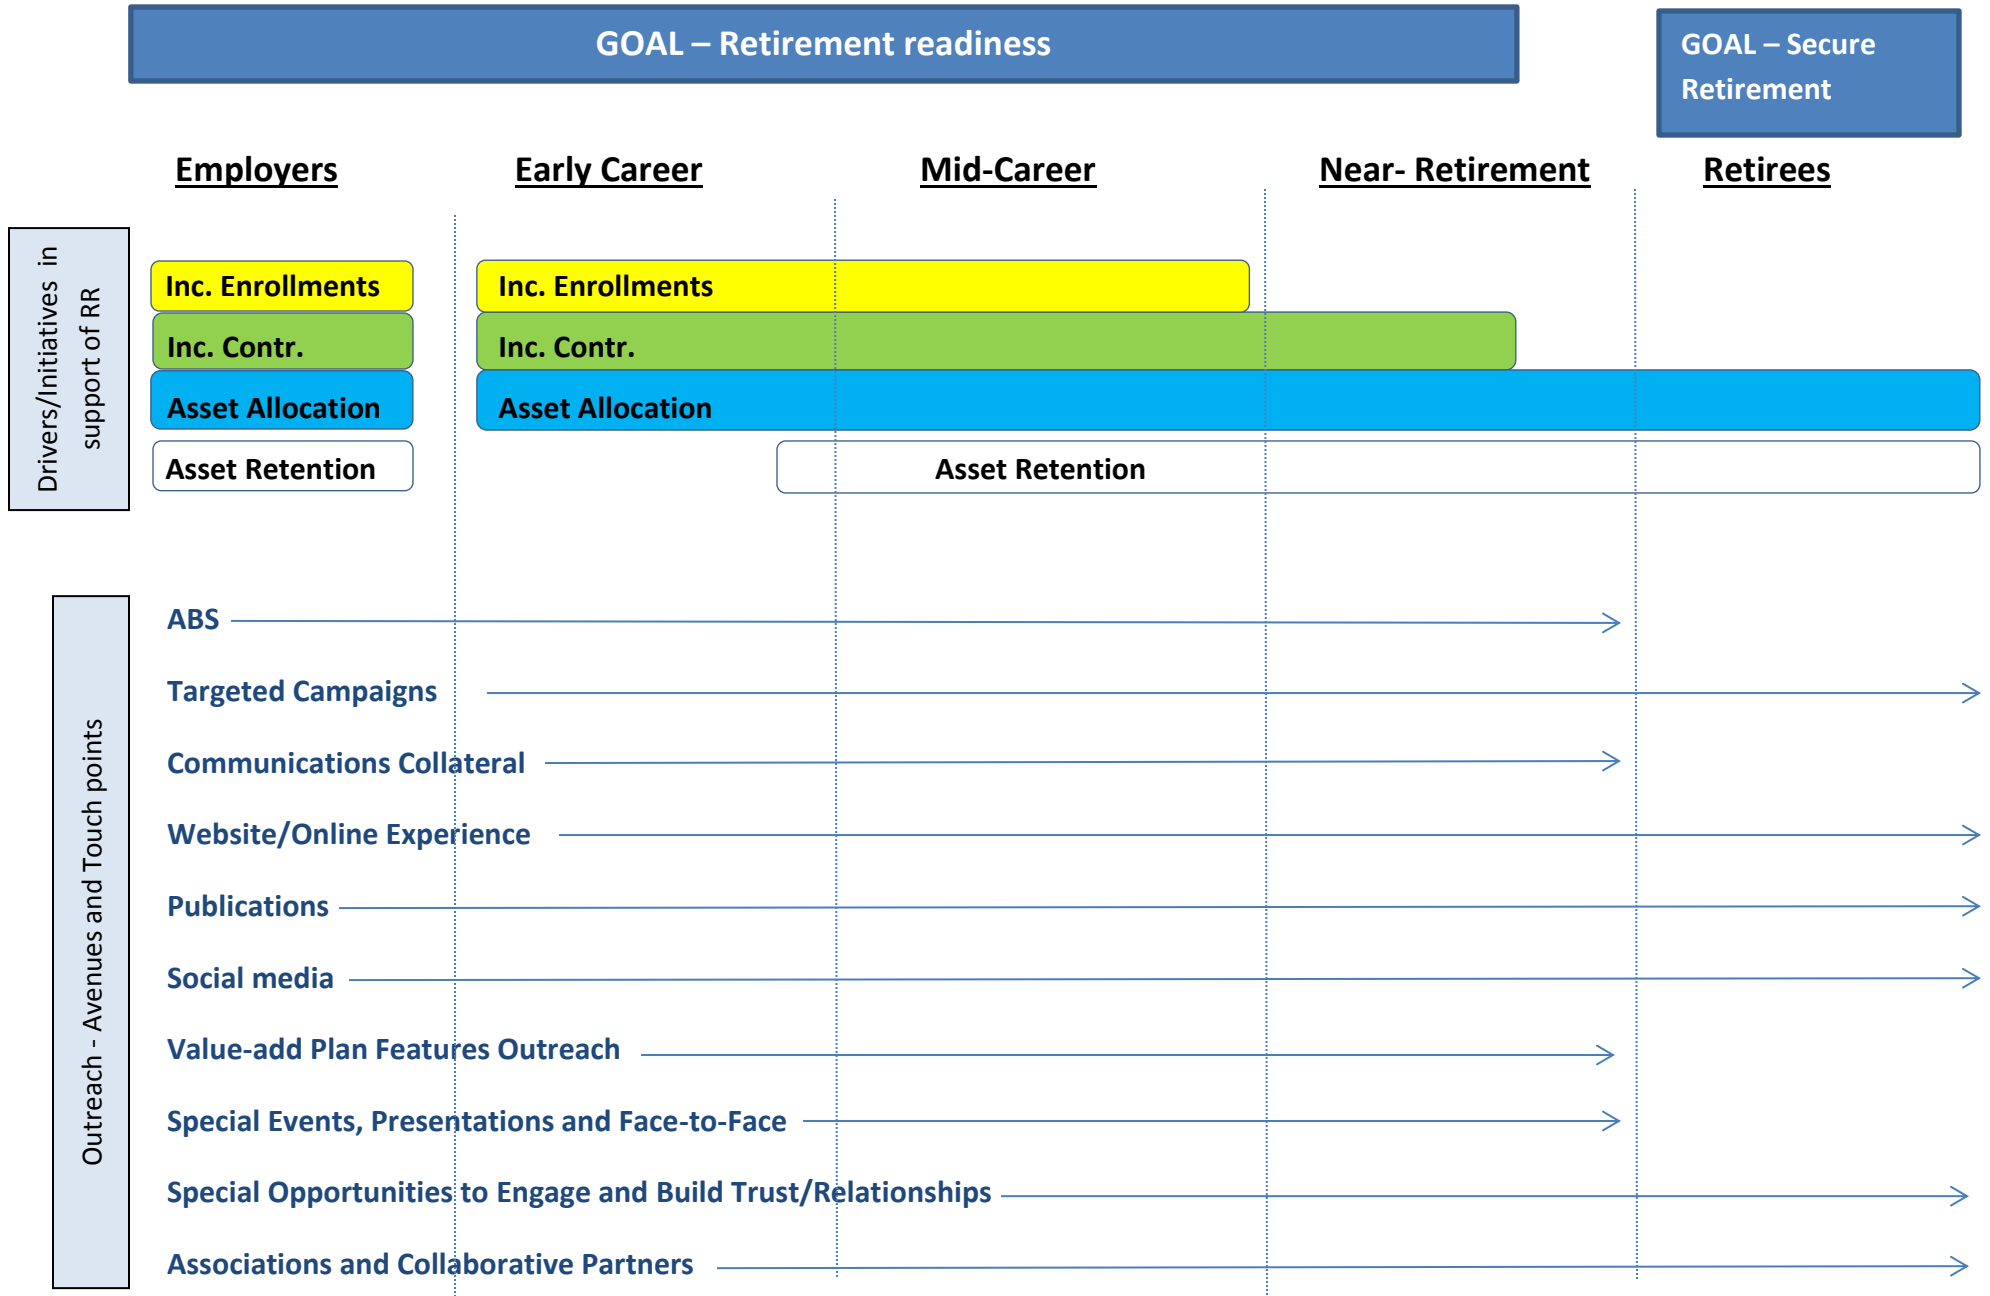 GOAL – Retirement readiness
GOAL – Secure
Retirement
Employers
Early Career
Mid-Career
Near- Retirement
Retirees
Drivers/Initiatives in
support of RR
Inc. Enrollments
Inc. Enrollments
Inc. Contr.
Inc. Contr.
Asset Allocation
Asset Allocation
Asset Retention
Asset Retention
Outreach - Avenues and Touch points
ABS
Targeted Campaigns
Communications Collateral
Website/Online Experience
Publications
Social media
Value-add Plan Features Outreach
Special Events, Presentations and Face-to-Face
Special Opportunities to Engage and Build Trust/Relationships
Associations and Collaborative Partners